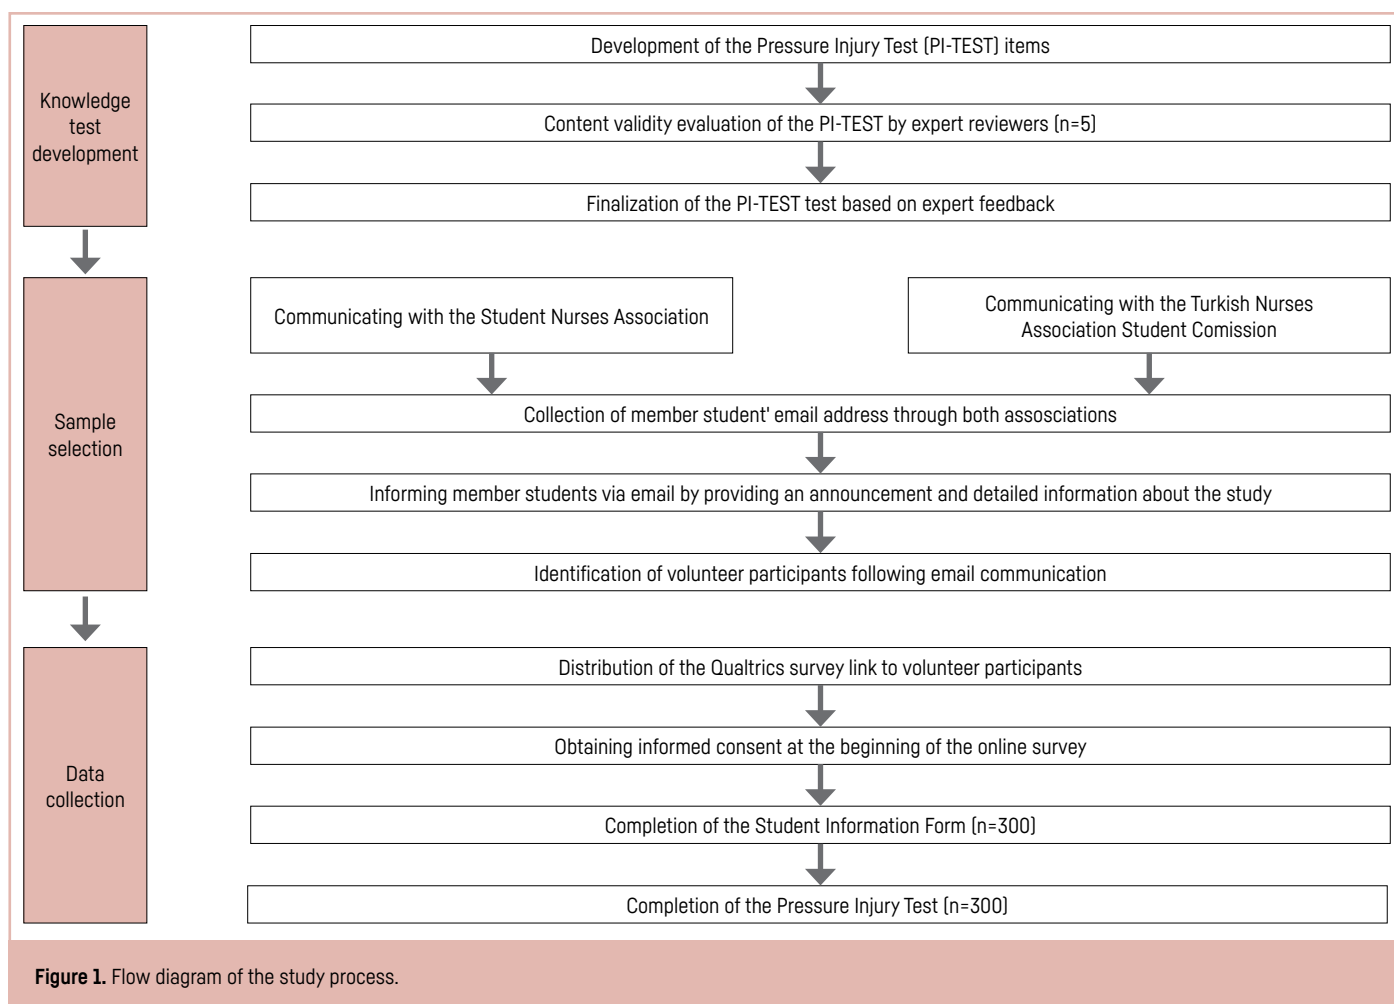 Knowledge
test
development
Development of the Pressure Injury Test (PI-TEST) items
Content validity evaluation of the PI-TEST by expert reviewers (n=5)
Finalization of the PI-TEST test based on expert feedback
Sample
selection
Communicating with the Student Nurses Association
Communicating with the Turkish Nurses
Association Student Comission
Collection of member student' email address through both assosciations
Informing member students via email by providing an announcement and detailed information about the study
Identification of volunteer participants following email communication
Data
collection
Distribution of the Qualtrics survey link to volunteer participants
Obtaining informed consent at the beginning of the online survey
Completion of the Student Information Form (n=300)
Completion of the Pressure Injury Test (n=300)
Figure 1. Flow diagram of the study process.